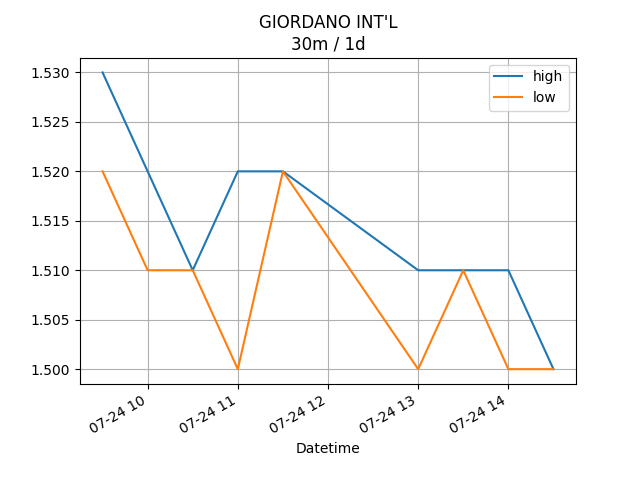 GIORDANO INT'L
30m / 1d
high
low
1.530
1.525
1.520
1.515
1.510
1.505
1.500
07-24 10
07-24 11
07-24 12
07-24 13
07-24 14
Datetime